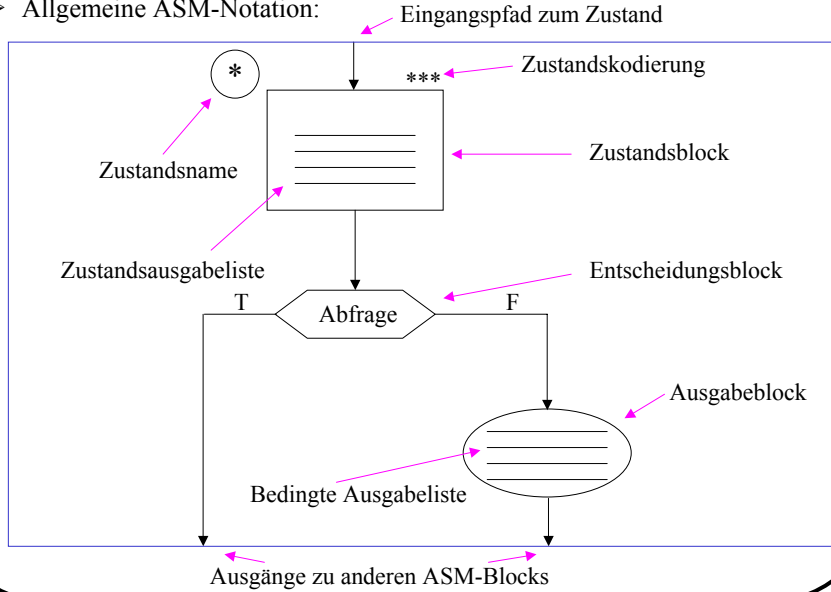 Allgemeine ASM-Notation:
Eingangspfad zum Zustand
*
***
Zustandskodierung
Zustandsname
Zustandsblock
Zustandsausgabeliste
Entscheidungsblock
T
Abfrage
F
Ausgabeblock
Bedingte Ausgabeliste
Ausgänge zu anderen ASM-Blocks